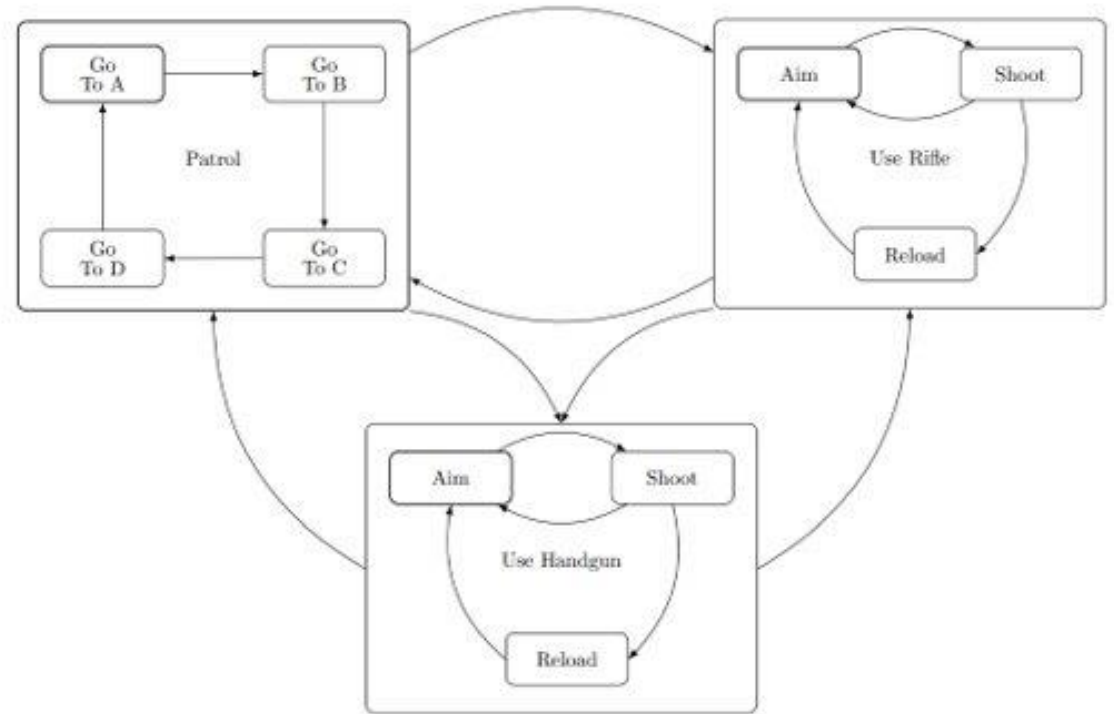 Go
To A
Go
To B
Patrol
Go
To D
Go
To C
Aim
Shoot
Use Rifle
Reload
Aim
Shoot
Use Handgun
Reload